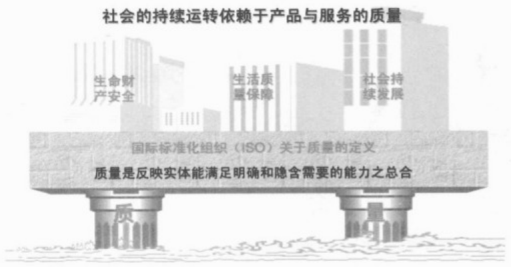 社会的持续运转依赖于产品与服务的质量
生命财
产安全
生活质
量保障
社会持
续发展
国际标准化组织（ISO）关于质量的定义
质量是反映实体能满足明确和隐含需要的能力之总合
质
量